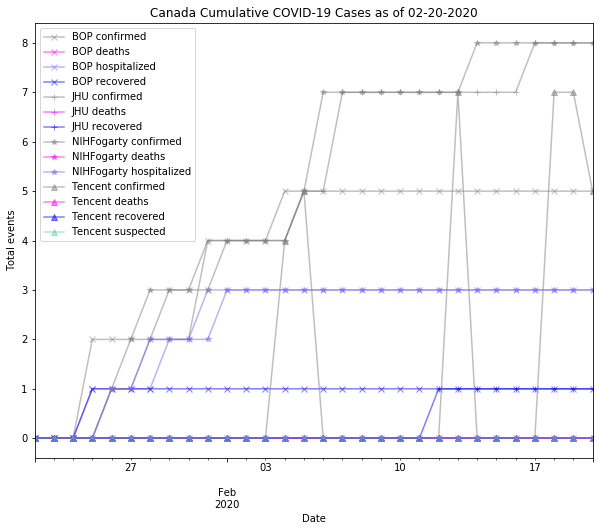 Canada Cumulative COVID-19 Cases as of 02-20-2020
8
7
6
5
4
3
2
1
0
Total events
BOP confirmed
BOP deaths
BOP hospitalized
BOP recovered
JHU confirmed
JHU deaths
JHU recovered
NIHFogarty confirmed
NIHFogarty deaths
NIHFogarty hospitalized
Tencent confirmed
Tencent deaths
Tencent recovered
Tencent suspected
27 03 10 17
Feb
2020
Date